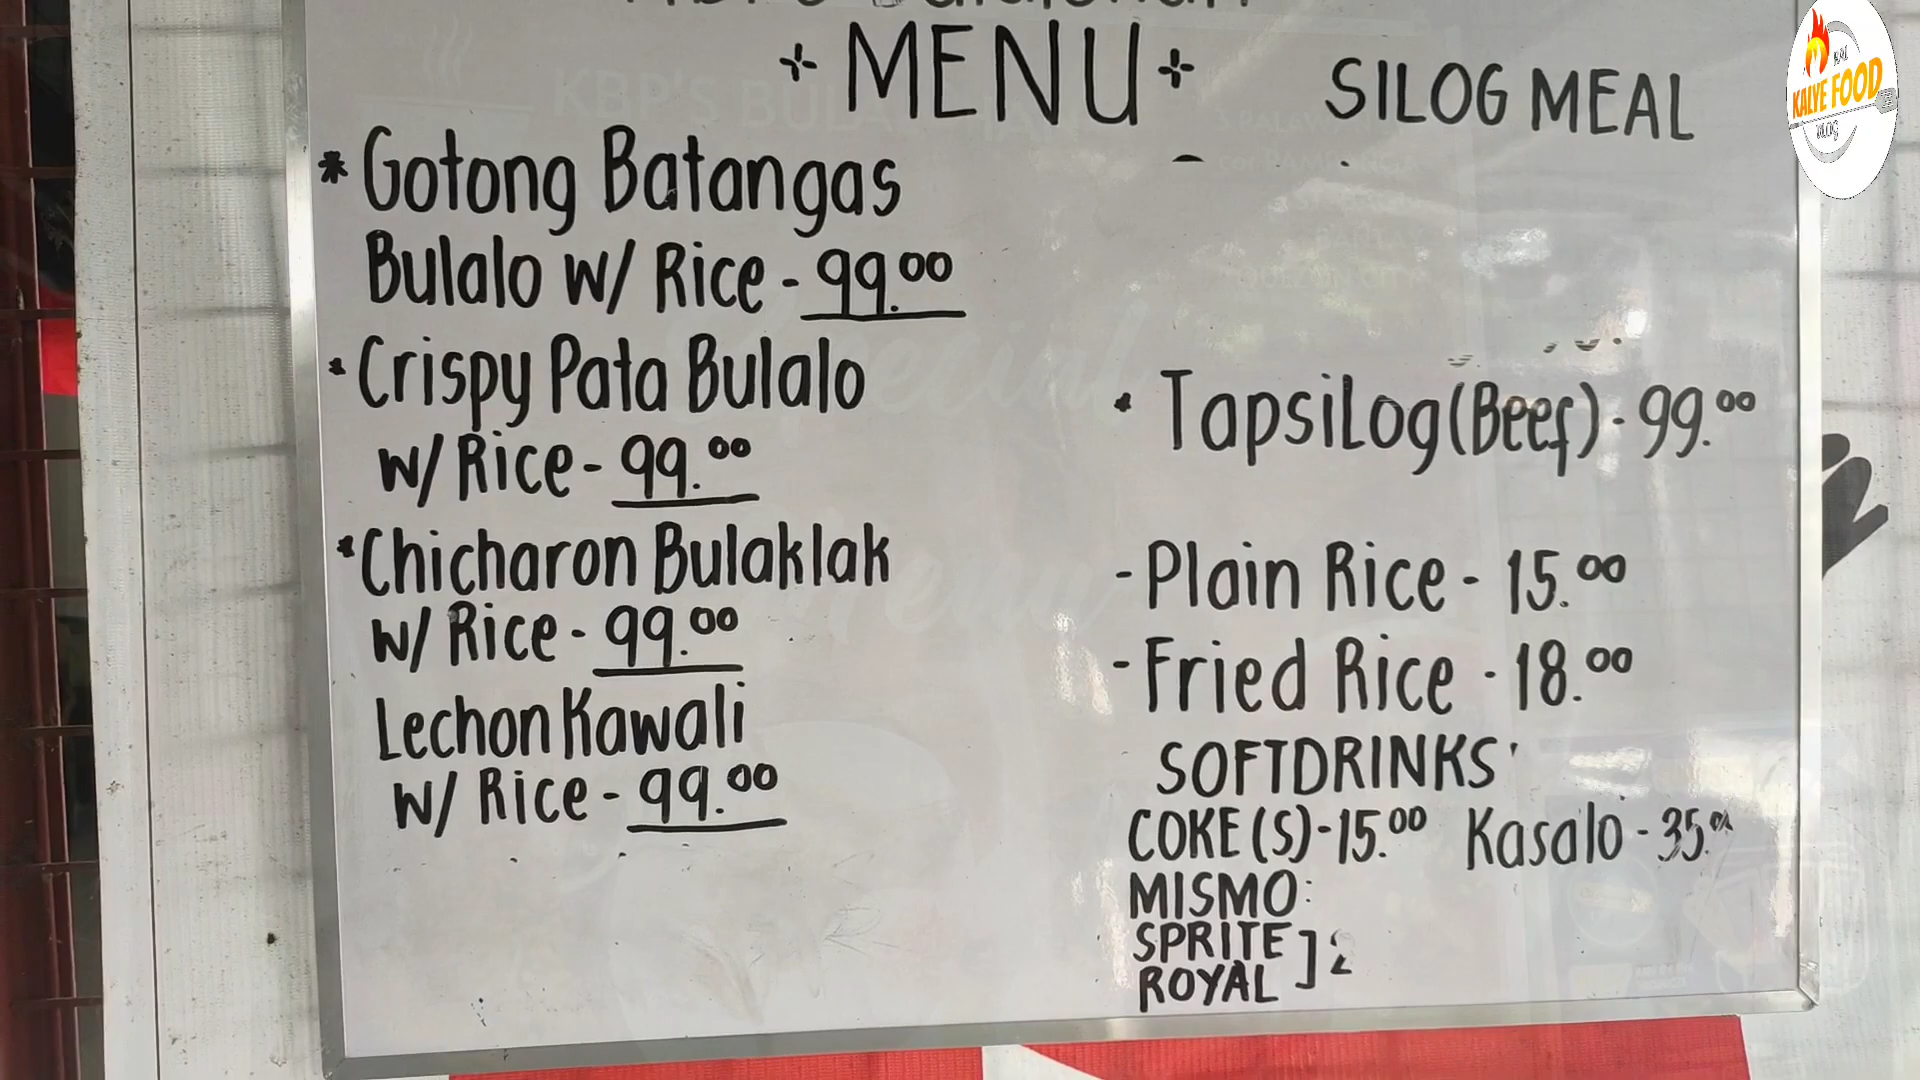 MENU
* Gotong Batangas
Bulalo w/ Rice - 99.00
* Crispy Pata Bulalo
w/ Rice - 99.00
* Chicharon Bulaklak
w/ Rice - 99.00
Lechon Kawali
w/ Rice - 99.00
SILOG MEAL
* TapsiLog (Beef) - 99.00
- Plain Rice - 15.00
- Fried Rice - 18.00
SOFTDRINKS
COKE (S) - 15.00 Kasalo - 35.00
MISMO:
SPRITE
ROYAL
KALYE FOOD
VLOG